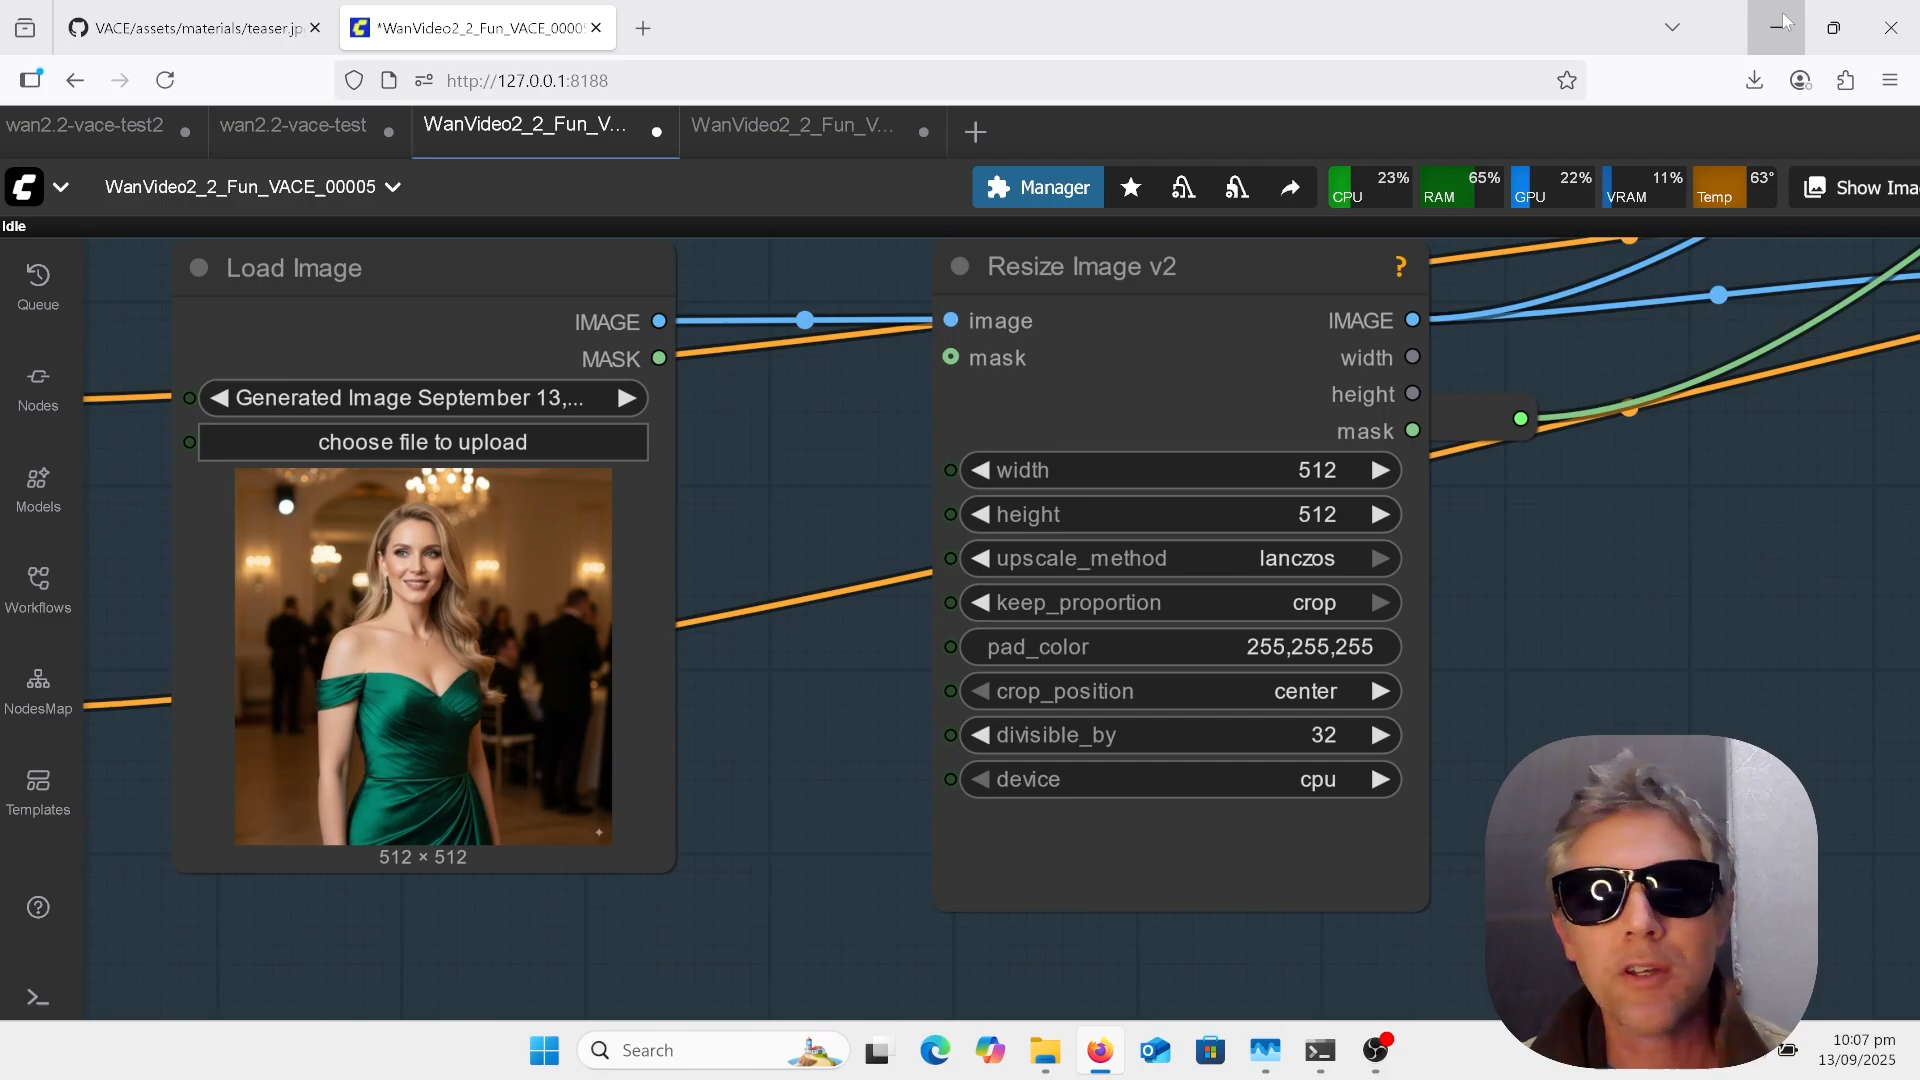 VACE/assets/materials/teaser.jp
*WanVideo2_2_Fun_VACE_0000
http://127.0.0.1:8188
wan2.2-vace-test2
wan2.2-vace-test
WanVideo2_2_Fun_V...
WanVideo2_2_Fun_V...
WanVideo2_2_Fun_VACE_00005
Manager
CPU 23%
RAM 65%
GPU 22%
VRAM 11%
Temp 63°
Show Ima
Idle
Queue
Nodes
Models
Workflows
NodesMap
Templates
Load Image
IMAGE
MASK
Generated Image September 13,...
choose file to upload
512 × 512
Resize Image v2
?
image
IMAGE
mask
width
height
mask
width 512
height 512
upscale_method lanczos
keep_proportion crop
pad_color 255,255,255
crop_position center
divisible_by 32
device cpu
Search
10:07 pm
13/09/2025